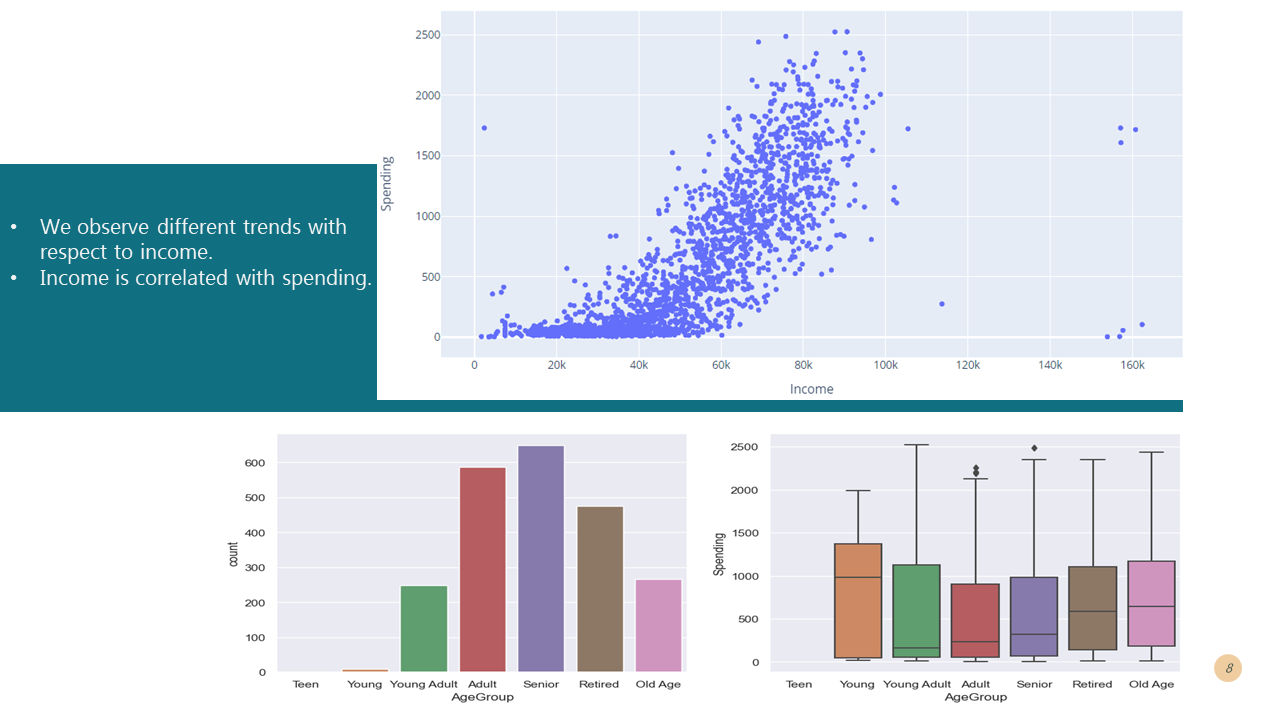 • We observe different trends with
respect to income.
• Income is correlated with spending.
2500
2000
1500
1000
500
0
Spending
0 20k 40k 60k 80k 100k 120k 140k 160k
Income
600
500
400
300
200
100
0
count
Teen Young Young Adult Adult Senior Retired Old Age
AgeGroup
2500
2000
1500
1000
500
0
Spending
Teen Young Young Adult Adult Senior Retired Old Age
AgeGroup
8